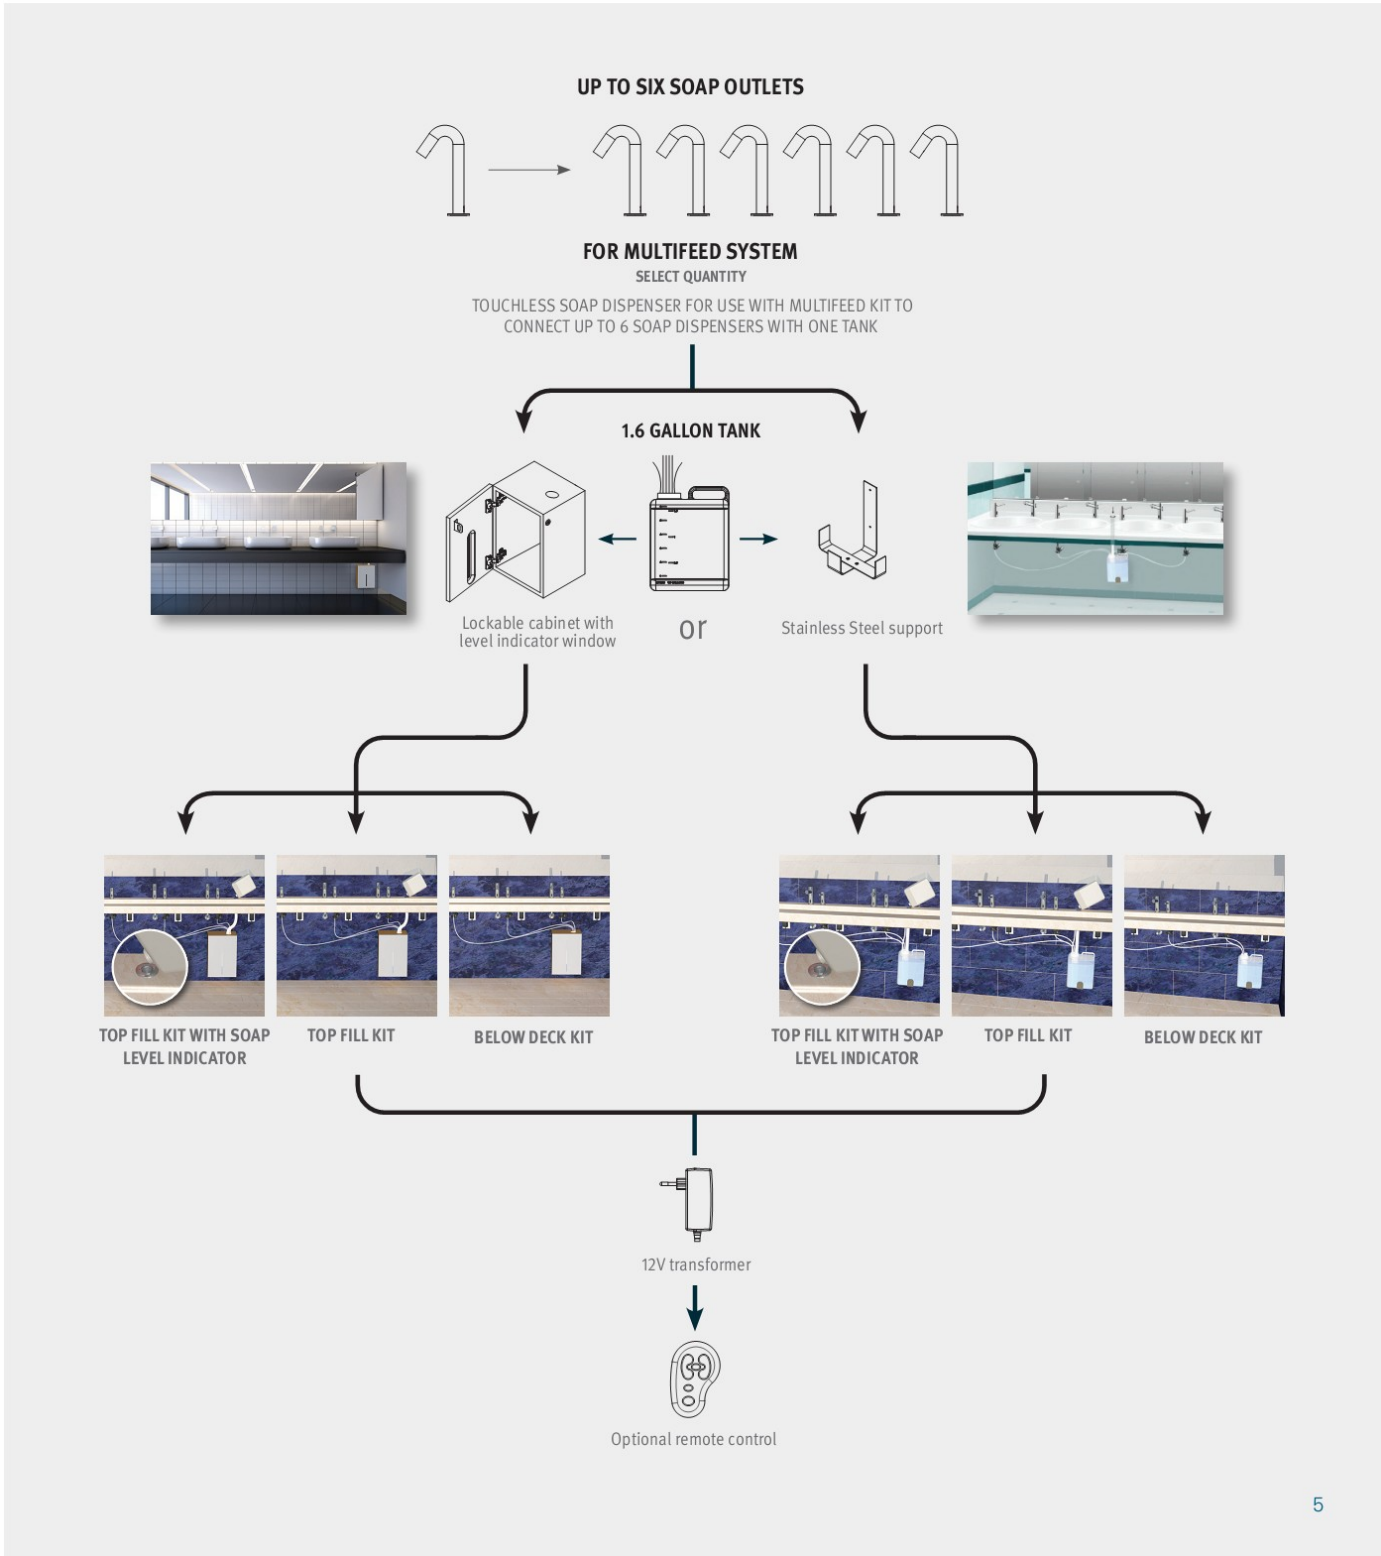 UP TO SIX SOAP OUTLETS
FOR MULTIFEED SYSTEM
SELECT QUANTITY
TOUCHLESS SOAP DISPENSER FOR USE WITH MULTIFEED KIT TO
CONNECT UP TO 6 SOAP DISPENSERS WITH ONE TANK
1.6 GALLON TANK
Lockable cabinet with
level indicator window
or
Stainless Steel support
TOP FILL KIT WITH SOAP
LEVEL INDICATOR
TOP FILL KIT
BELOW DECK KIT
TOP FILL KIT WITH SOAP
LEVEL INDICATOR
TOP FILL KIT
BELOW DECK KIT
12V transformer
Optional remote control
5